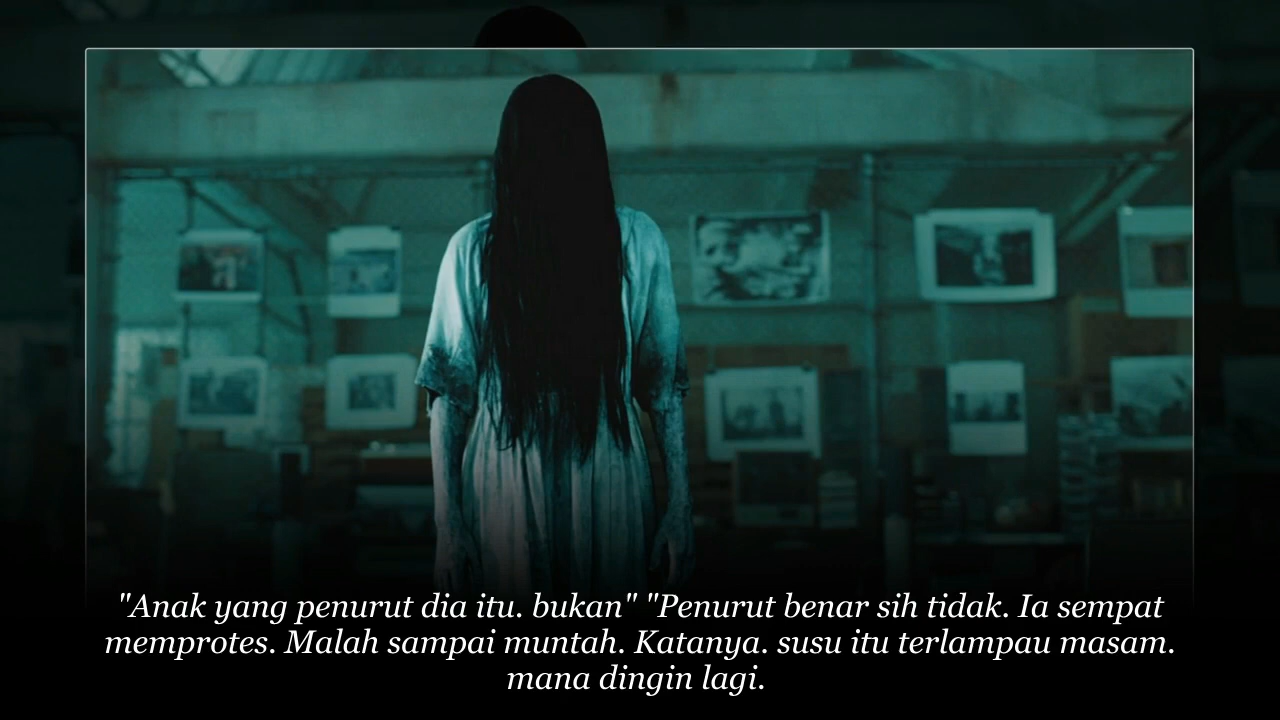 "Anak yang penurut dia itu. bukan" "Penurut benar sih tidak. Ia sempat
memprotes. Malah sampai muntah. Katanya. susu itu terlampau masam.
mana dingin lagi.